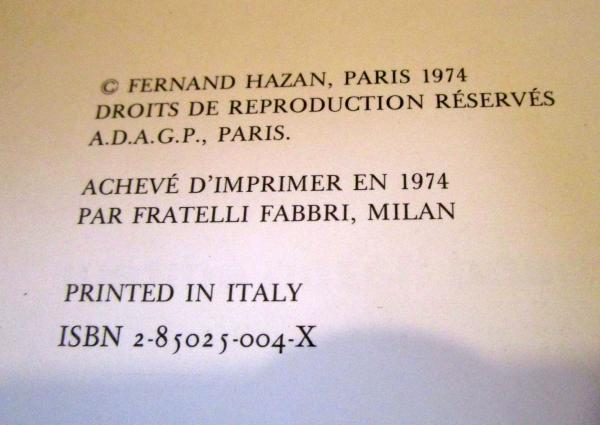 © FERNAND HAZAN, PARIS 1974
DROITS DE REPRODUCTION RÉSERVÉS
A.D.A.G.P., PARIS.
ACHEVÉ D'IMPRIMER EN 1974
PAR FRATELLI FABBRI, MILAN
PRINTED IN ITALY
ISBN 2-85025-004-X